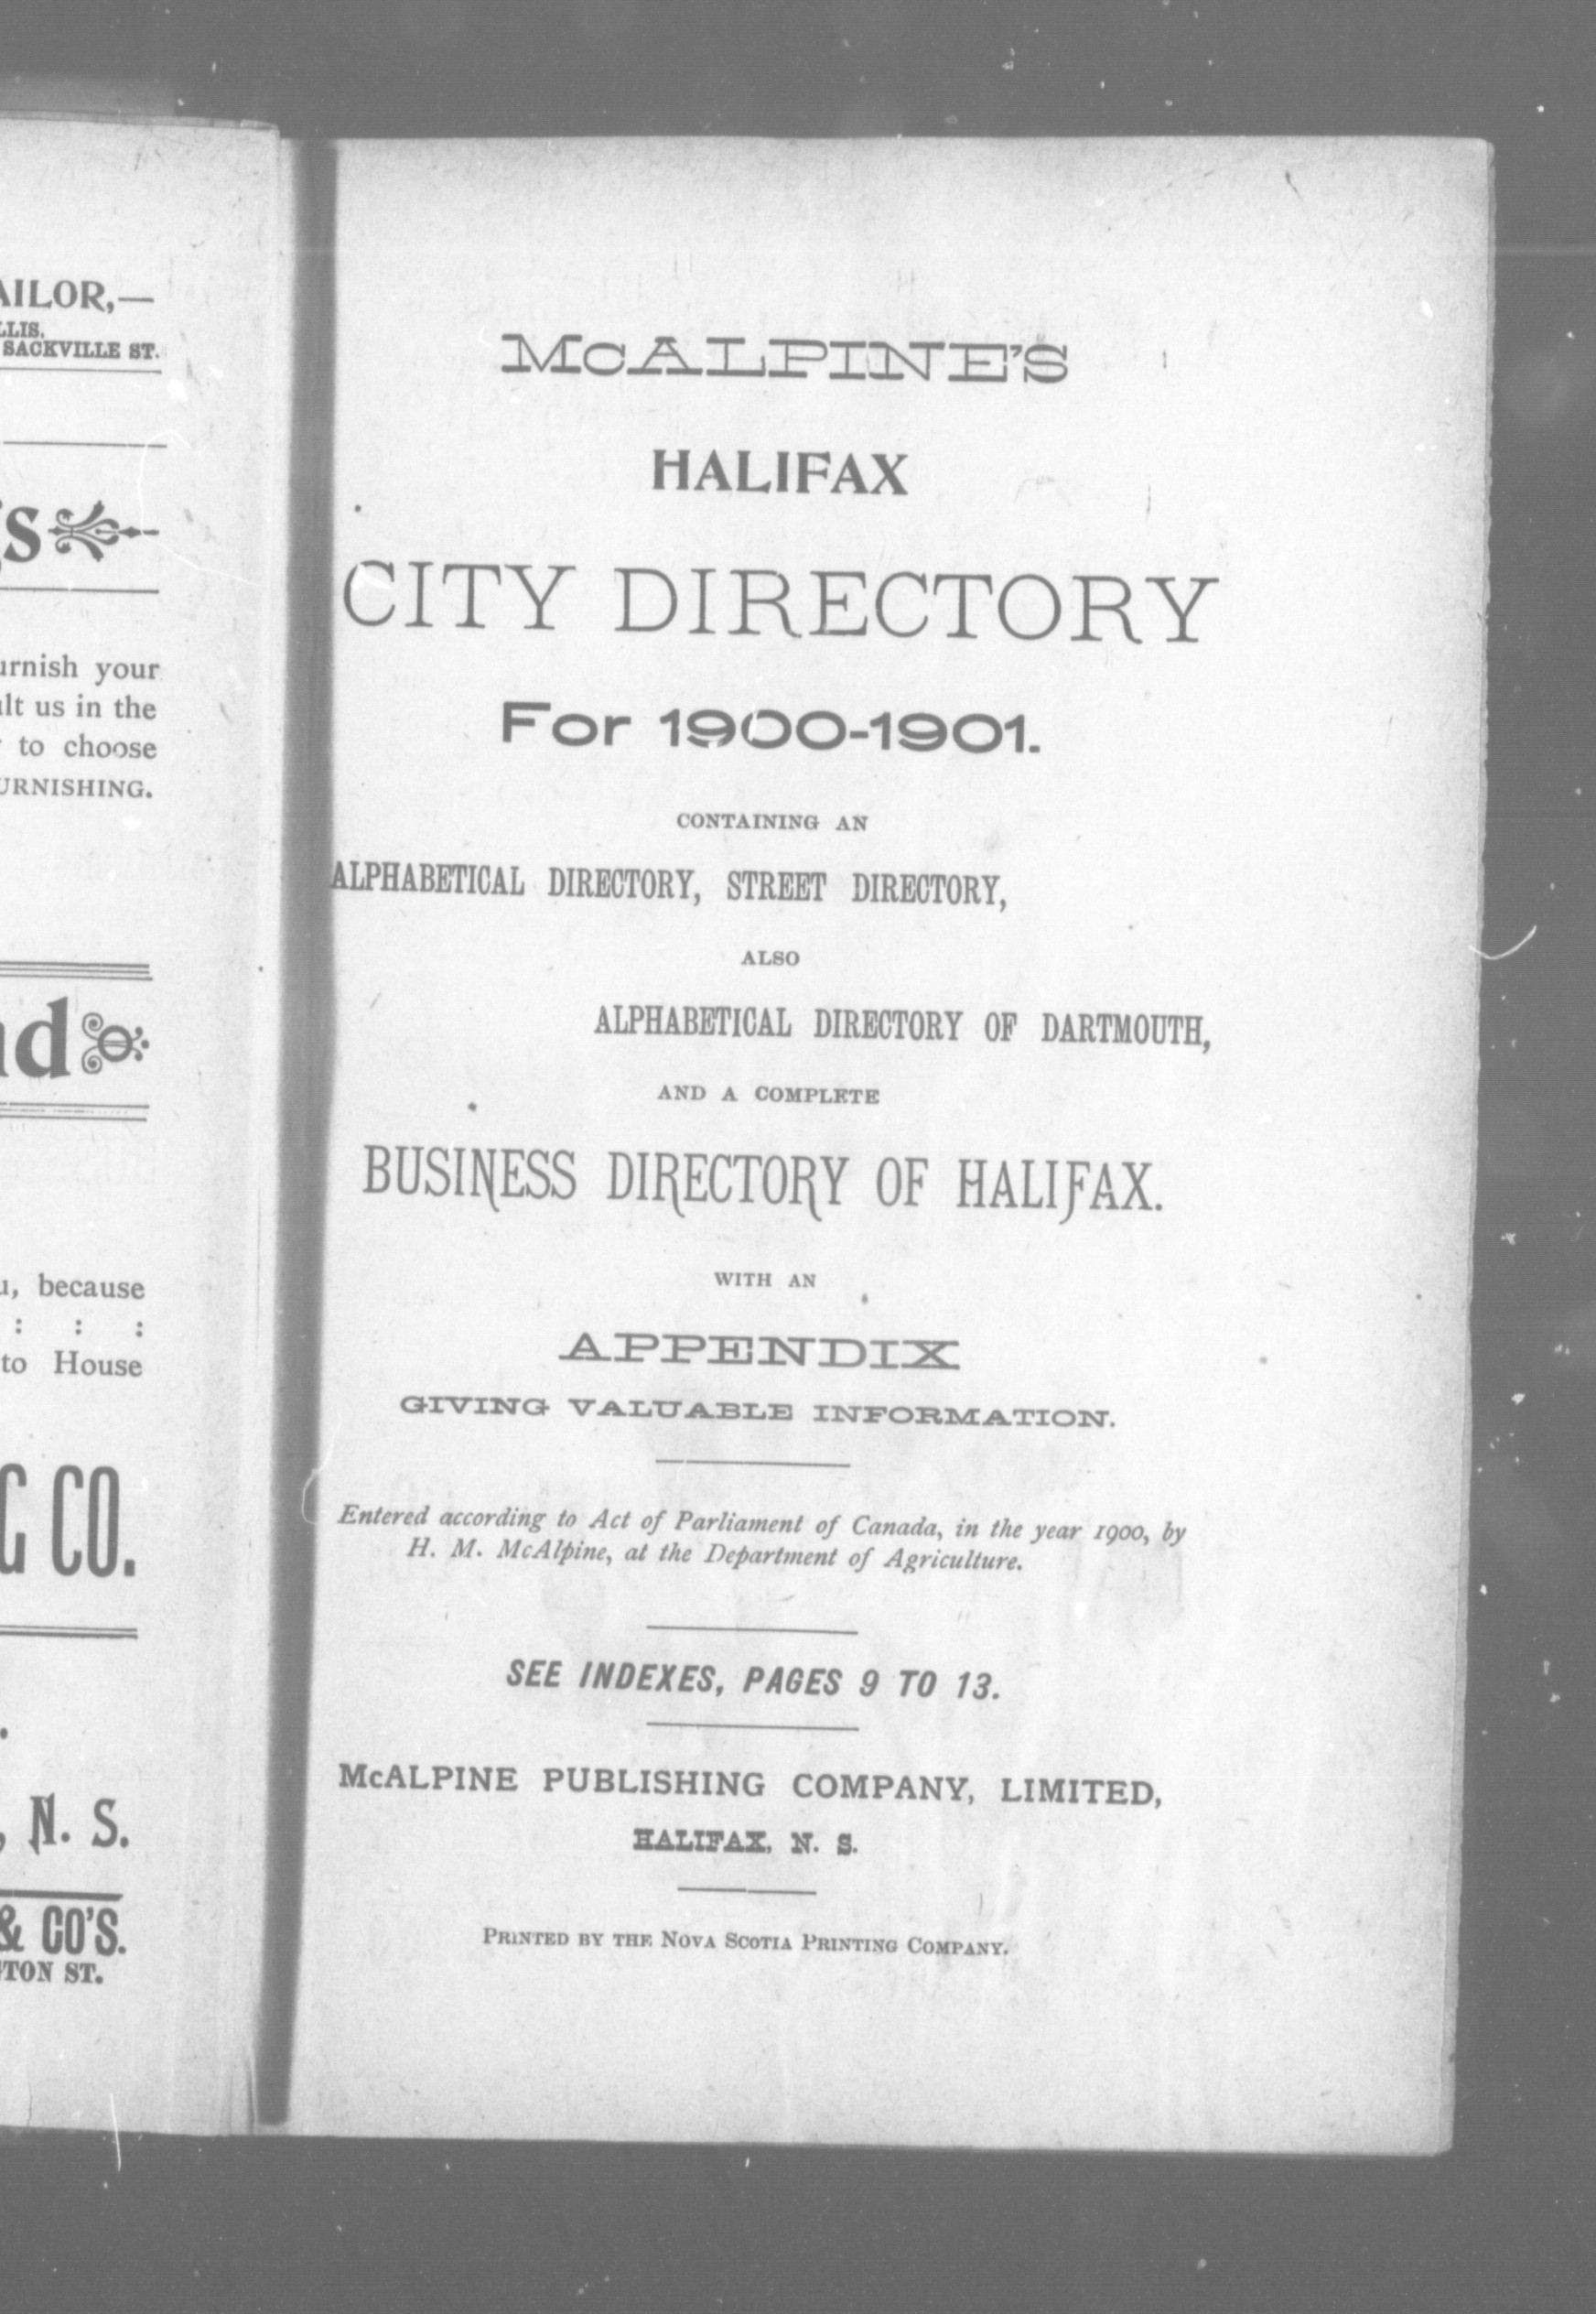 AILOR,—
LLIS.
SACKVILLE ST.
s
urnish your
ult us in the
to choose
URNISHING.
nd
u, because
: : :
to House
G CO.
, N. S.
& CO'S.
GTON ST.
McALPINE'S
HALIFAX
CITY DIRECTORY
For 1900-1901.
CONTAINING AN
ALPHABETICAL DIRECTORY, STREET DIRECTORY,
ALSO
ALPHABETICAL DIRECTORY OF DARTMOUTH,
AND A COMPLETE
BUSINESS DIRECTORY OF HALIFAX.
WITH AN
APPENDIX
GIVING VALUABLE INFORMATION.
Entered according to Act of Parliament of Canada, in the year 1900, by
H. M. McAlpine, at the Department of Agriculture.
SEE INDEXES, PAGES 9 TO 13.
McALPINE PUBLISHING COMPANY, LIMITED,
HALIFAX, N. S.
PRINTED BY THE NOVA SCOTIA PRINTING COMPANY.